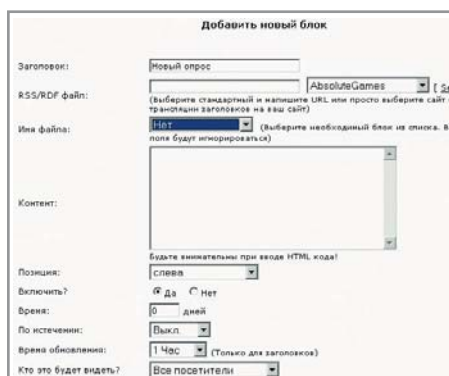 Добавить новый блок
Заголовок: Новый опрос
RSS/RDF файл: AbsoluteGames [
(Выберите стандартный и напишите URL или просто выберите сайт
трансляции заголовков на ваш сайт)
Имя файла: Нет (Выберите необходимый блок из списка. В
поля будут игнорироваться)
Контент:
Будьте внимательны при вводе HTML кода!
Позиция: слева
Включить? Да Нет
Время: 0 дней
По истечении: Выкл.
Время обновления: 1 Час (Только для заголовков)
Кто это будет видеть? Все посетители